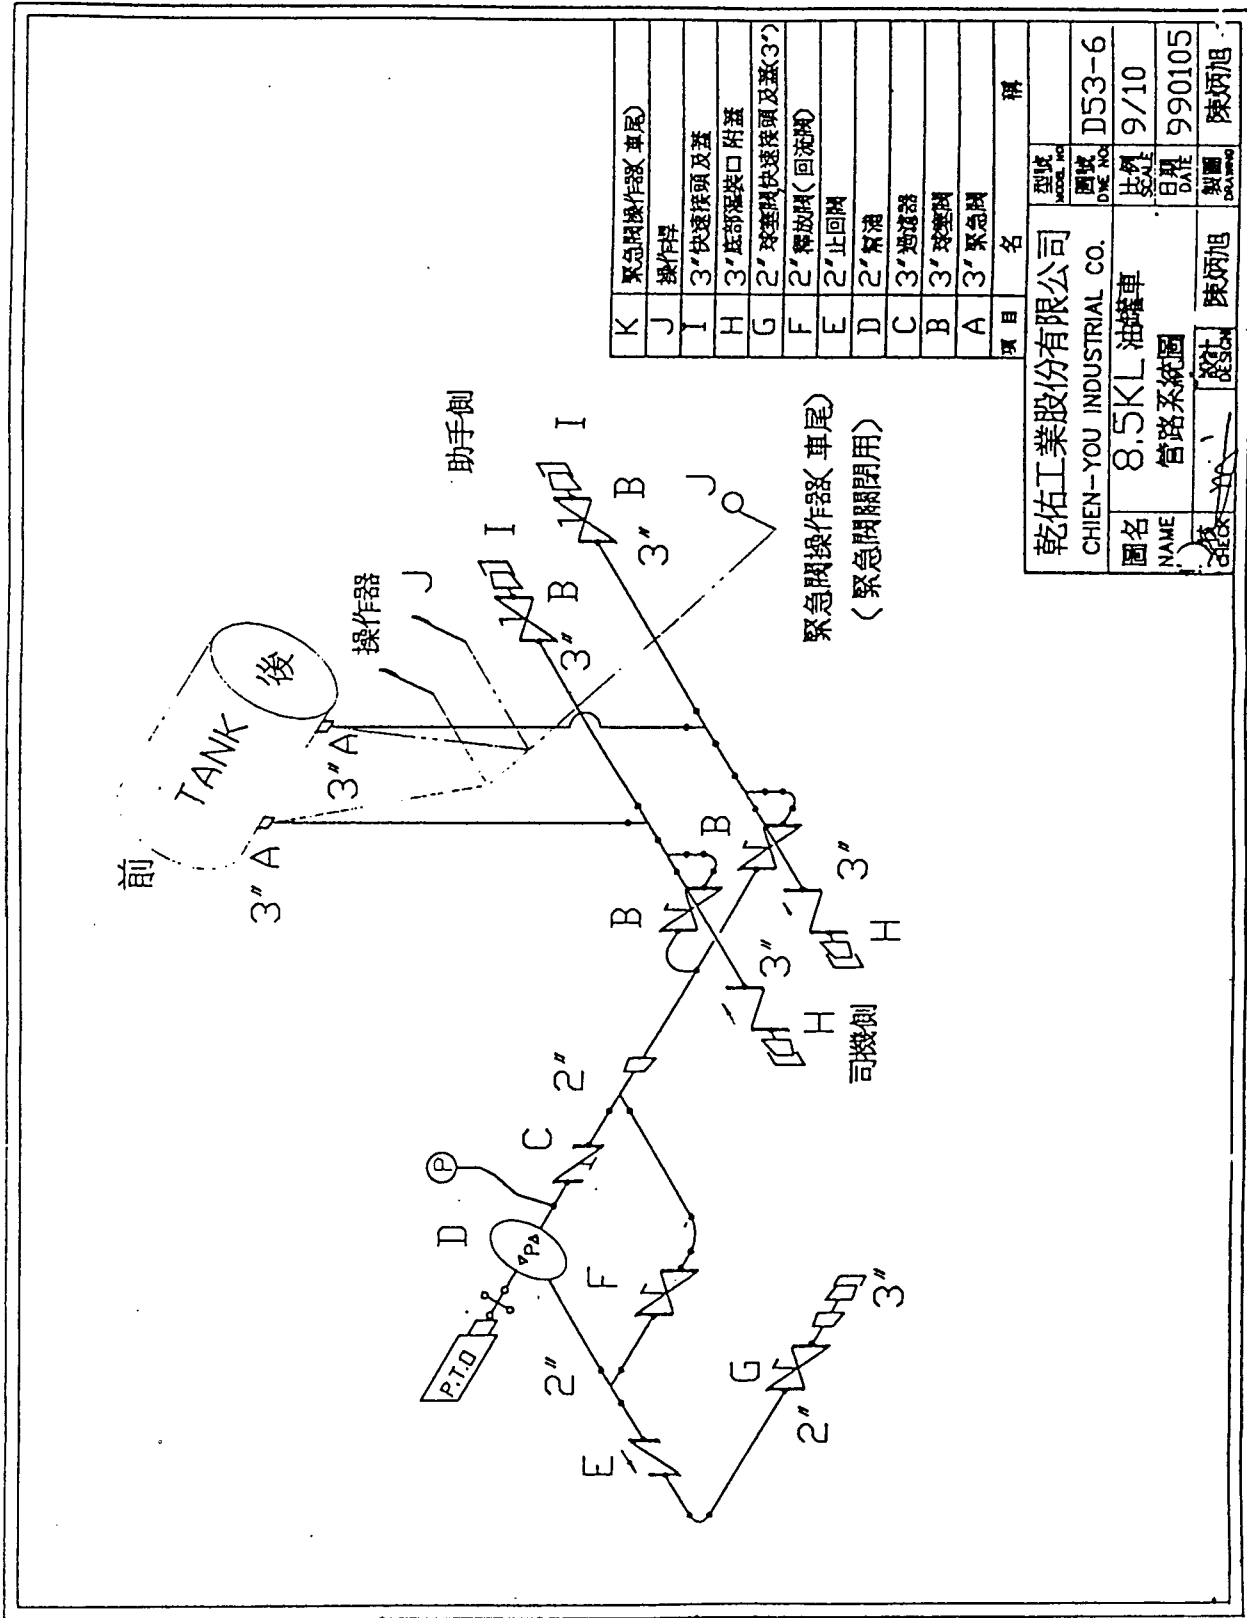 前
TANK
後
3" A
3" A
操作器
J
助手側
I
I
B
B
3"
3"
J
緊急閥操作器(車尾)
(緊急閥關閉用)
B
B
3"
3"
H
H
司機側
P
D
P
C
2"
P.T.O
2"
F
E
G
2"
3"
K 緊急閥操作器(車尾)
J 操作桿
I 3"快速接頭及蓋
H 3"底部灌裝口附蓋
G 2"球塞閥,快速接頭及蓋(3")
F 2"釋放閥(回流閥)
E 2"止回閥
D 2"幫浦
C 3"過濾器
B 3"球塞閥
A 3"緊急閥
項目 名稱
乾佑工業股份有限公司
CHIEN-YOU INDUSTRIAL CO.
型號 MODEL NO
圖號 DWE NO: D53-6
圖名 NAME 8.5KL 油罐車
管路系統圖
比例 SCALE 9/10
日期 DATE 990105
CHECK
設計 DESIGN 陳炳旭
製圖 DRAWING 陳炳旭